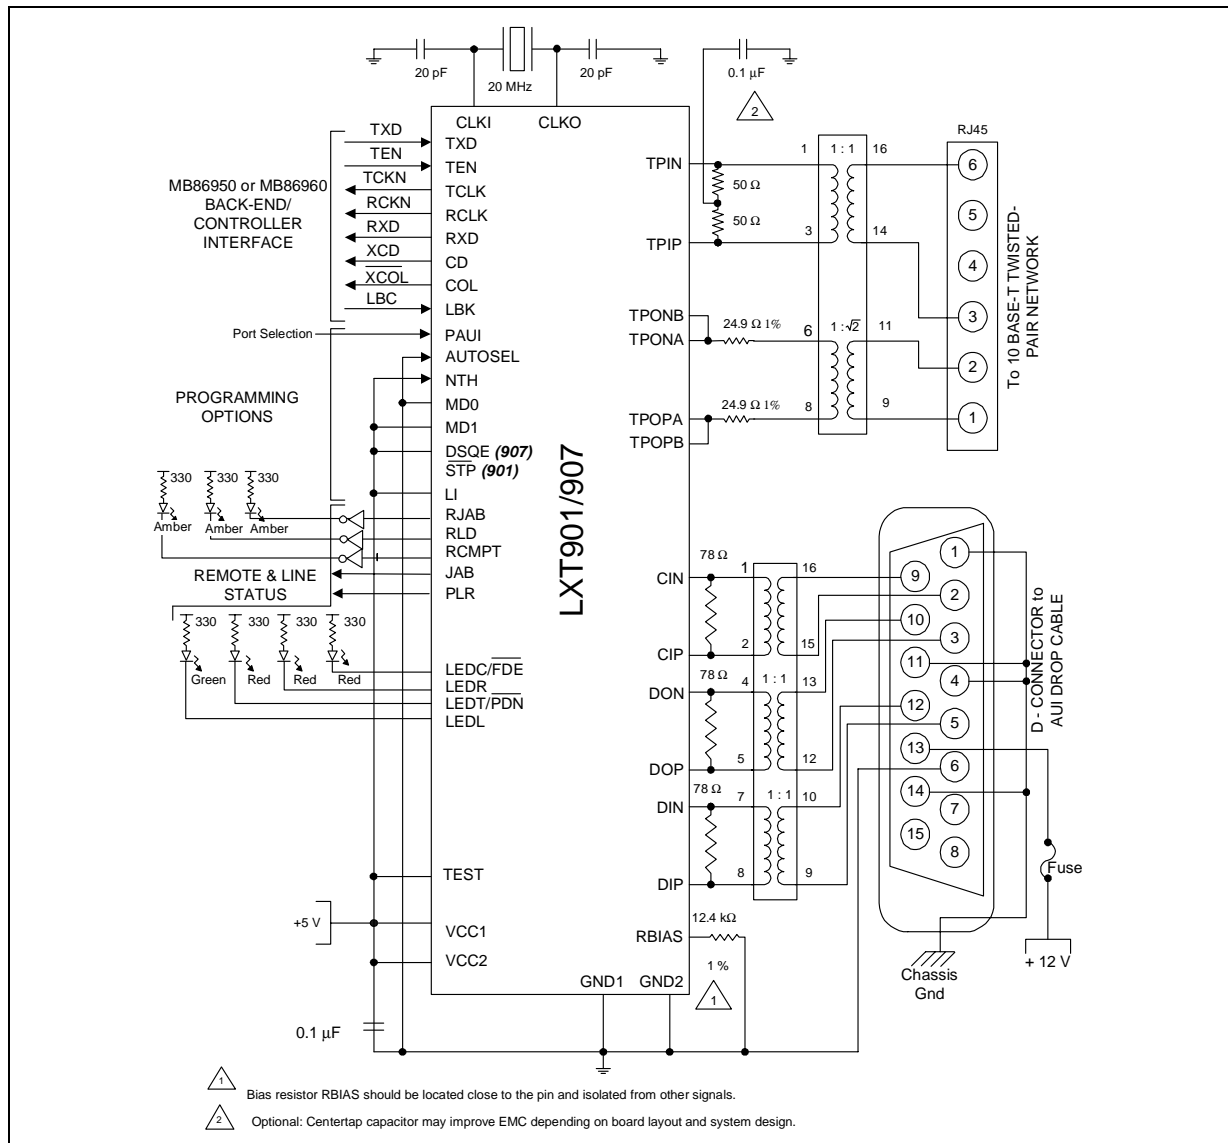 20 pF
20 MHz
20 pF
0.1 µF
2
CLKI
CLKO
MB86950 or MB86960
BACK-END/
CONTROLLER
INTERFACE
TXD
TEN
TCKN
RCKN
RXD
XCD
XCOL
LBC
TXD
TEN
TCLK
RCLK
RXD
CD
COL
LBK
Port Selection
PAUI
AUTOSEL
NTH
MD0
MD1
DSQE (907)
STP (901)
LI
PROGRAMMING
OPTIONS
330
330
330
Amber
Amber
Amber
RJAB
RLD
RCMPT
JAB
PLR
REMOTE & LINE
STATUS
330
330
330
330
Green
Red
Red
Red
LEDC/FDE
LEDR
LEDT/PDN
LEDL
TEST
+5 V
VCC1
VCC2
0.1 µF
GND1
GND2
LXT901/907
TPIN
TPIP
50 Ω
50 Ω
1
1 : 1
16
3
14
TPONB
TPONA
24.9 Ω 1%
6
1:√2
11
TPOPA
TPOPB
24.9 Ω 1%
8
9
RJ45
6
5
4
3
2
1
To 10 BASE-T TWISTED-
PAIR NETWORK
CIN
CIP
78 Ω
1
16
2
15
DON
DOP
78 Ω
4
1 : 1
13
5
12
DIN
DIP
78 Ω
7
1 : 1
10
8
9
RBIAS
12.4 kΩ
1 %
1
1
9
2
10
3
11
4
12
5
13
6
14
7
15
8
D - CONNECTOR to
AUI DROP CABLE
Fuse
+ 12 V
Chassis
Gnd
1
Bias resistor RBIAS should be located close to the pin and isolated from other signals.
2
Optional: Centertap capacitor may improve EMC depending on board layout and system design.